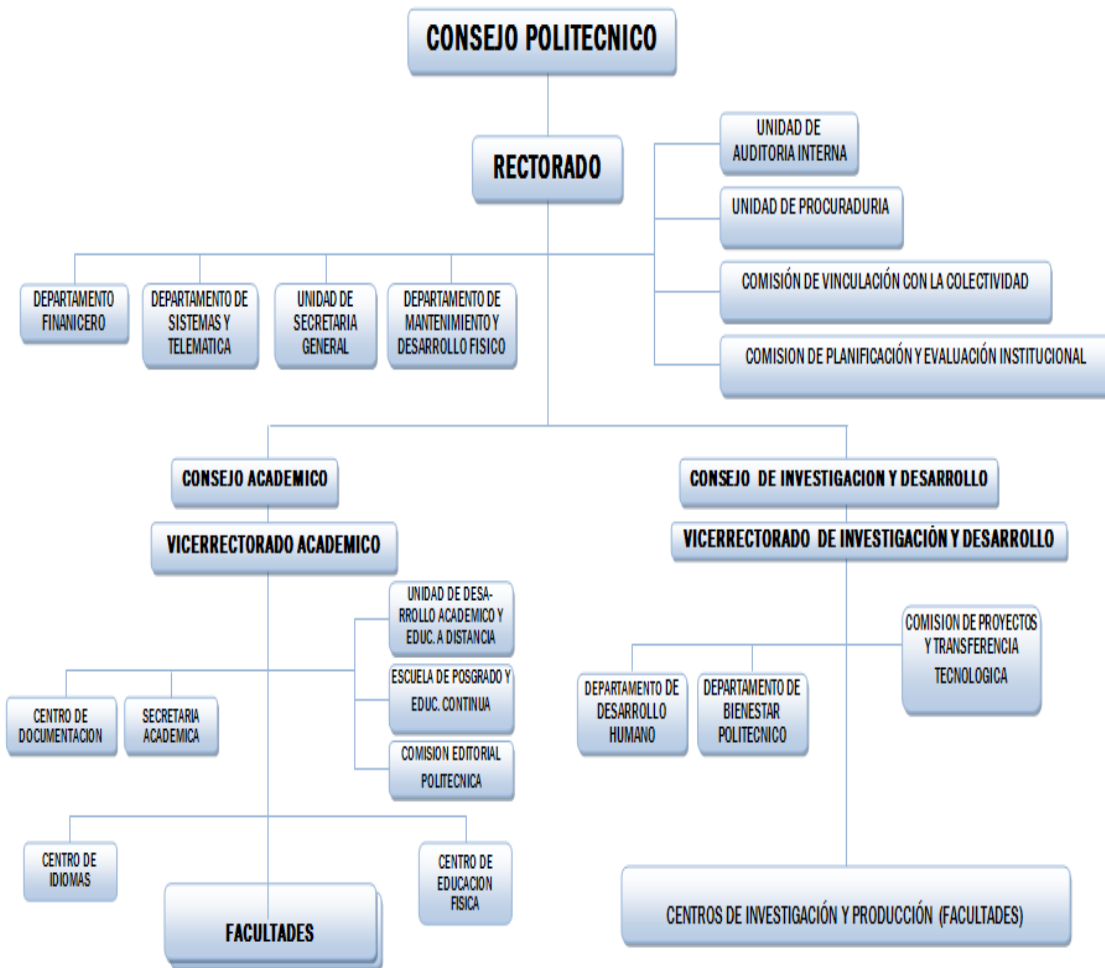 CONSEJO POLITECNICO
RECTORADO
UNIDAD DE
AUDITORIA INTERNA
UNIDAD DE PROCURADURIA
COMISIÓN DE VINCULACIÓN CON LA COLECTIVIDAD
COMISION DE PLANIFICACIÓN Y EVALUACIÓN INSTITUCIONAL
DEPARTAMENTO
FINANICERO
DEPARTAMENTO DE
SISTEMAS Y
TELEMATICA
UNIDAD DE
SECRETARIA
GENERAL
DEPARTAMENTO DE
MANTENIMIENTO Y
DESARROLLO FISICO
CONSEJO ACADEMICO
VICERRECTORADO ACADEMICO
CONSEJO DE INVESTIGACION Y DESARROLLO
VICERRECTORADO DE INVESTIGACIÓN Y DESARROLLO
UNIDAD DE DESA-
RROLLO ACADEMICO Y
EDUC. A DISTANCIA
ESCUELA DE POSGRADO Y
EDUC. CONTINUA
COMISION EDITORIAL
POLITECNICA
CENTRO DE
DOCUMENTACION
SECRETARIA
ACADEMICA
COMISION DE PROYECTOS
Y TRANSFERENCIA
TECNOLOGICA
DEPARTAMENTO DE
DESARROLLO
HUMANO
DEPARTAMENTO DE
BIENESTAR
POLITECNICO
CENTRO DE
IDIOMAS
CENTRO DE
EDUCACION
FISICA
FACULTADES
CENTROS DE INVESTIGACIÓN Y PRODUCCIÓN (FACULTADES)